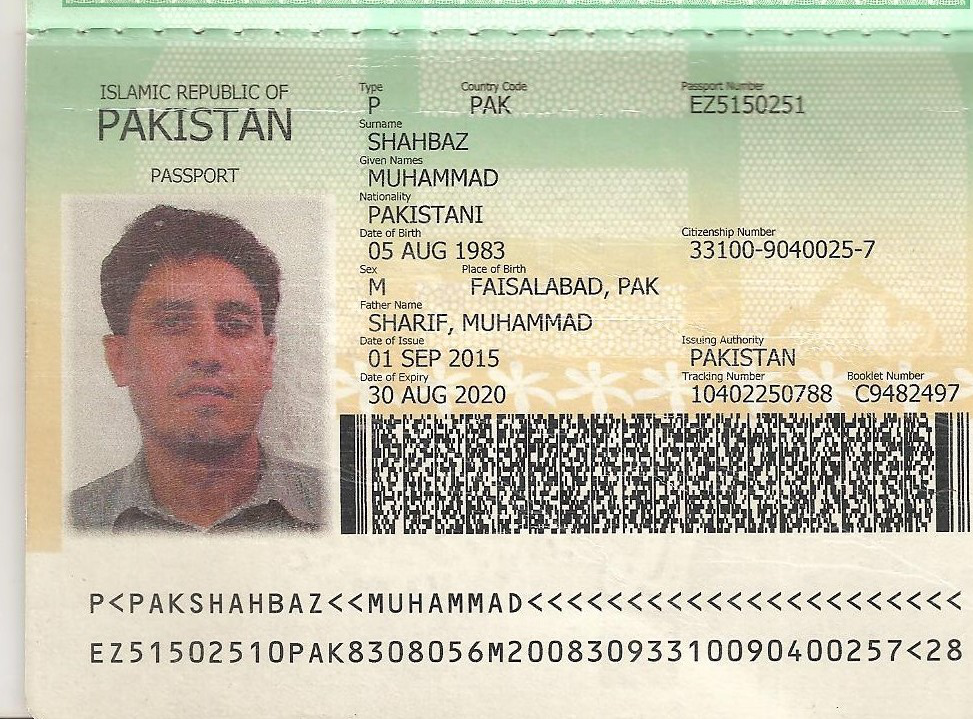 ISLAMIC REPUBLIC OF
PAKISTAN
PASSPORT
Type Country Code Passport Number
P PAK EZ5150251
Surname
SHAHBAZ
Given Names
MUHAMMAD
Nationality
PAKISTANI
Date of Birth Citizenship Number
05 AUG 1983 33100-9040025-7
Sex Place of Birth
M FAISALABAD, PAK
Father Name
SHARIF, MUHAMMAD
Date of Issue Issuing Authority
01 SEP 2015 PAKISTAN
Date of Expiry Tracking Number Booklet Number
30 AUG 2020 10402250788 C9482497
P<PAKSHAHBAZ<<MUHAMMAD<<<<<<<<<<<<<<<<<<<<<<
EZ51502510PAK8308056M20083093310090400257<28